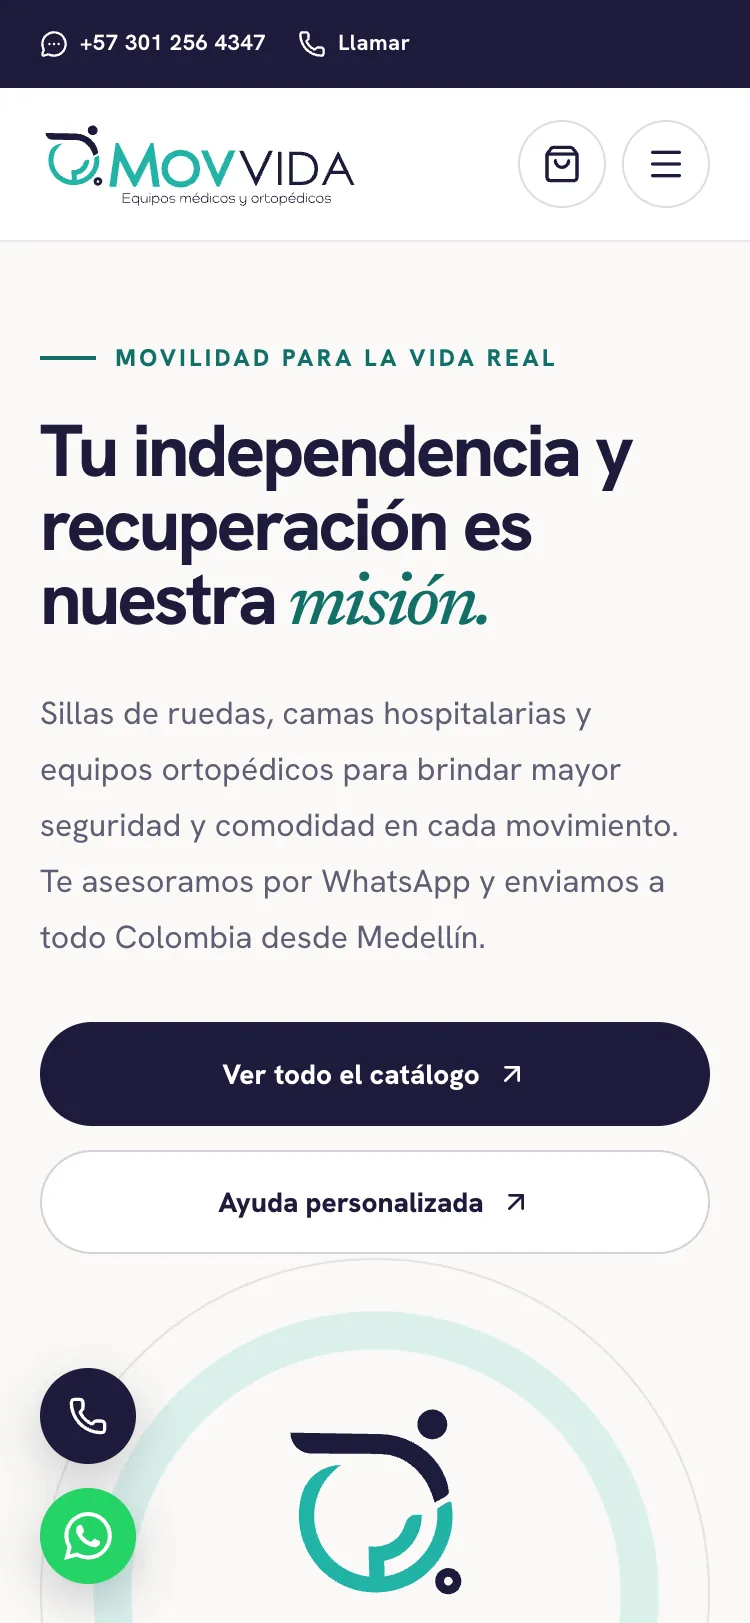 +57 301 256 4347 Llamar
MOVVIDA
Equipos médicos y ortopédicos
MOVILIDAD PARA LA VIDA REAL
Tu independencia y
recuperación es
nuestra misión.
Sillas de ruedas, camas hospitalarias y
equipos ortopédicos para brindar mayor
seguridad y comodidad en cada movimiento.
Te asesoramos por WhatsApp y enviamos a
todo Colombia desde Medellín.
Ver todo el catálogo
Ayuda personalizada